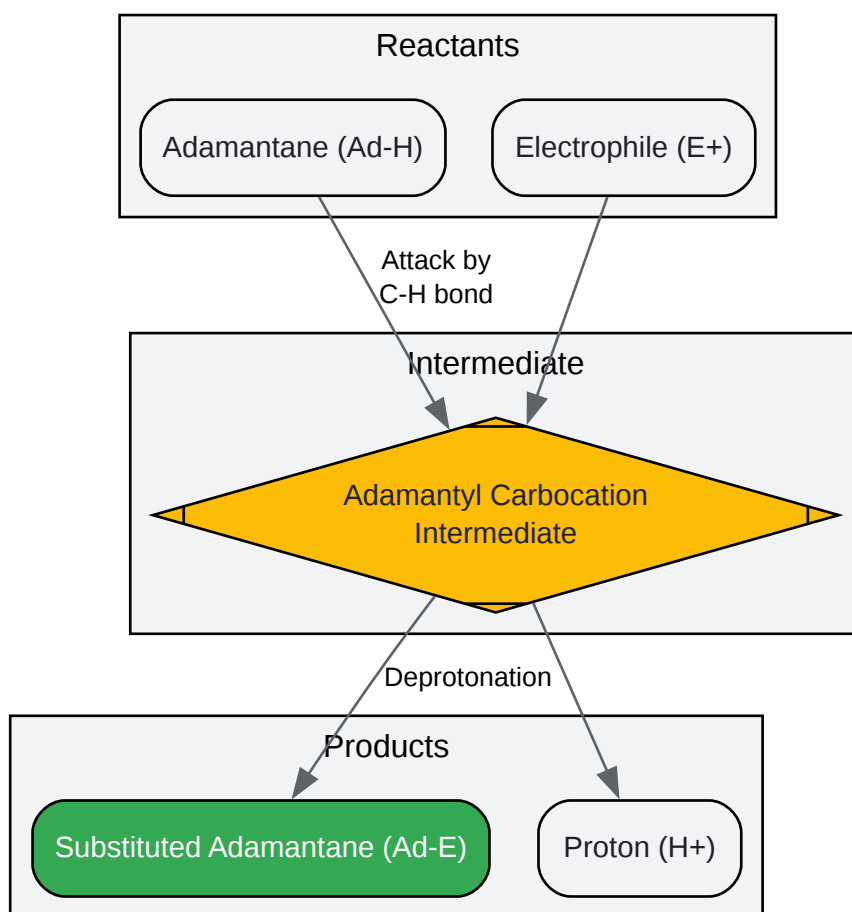 Reactants
Adamantane (Ad-H)
Electrophile (E+)
Attack by
C-H bond
Intermediate
Adamantyl Carbocation
Intermediate
Deprotonation
Products
Substituted Adamantane (Ad-E)
Proton (H+)